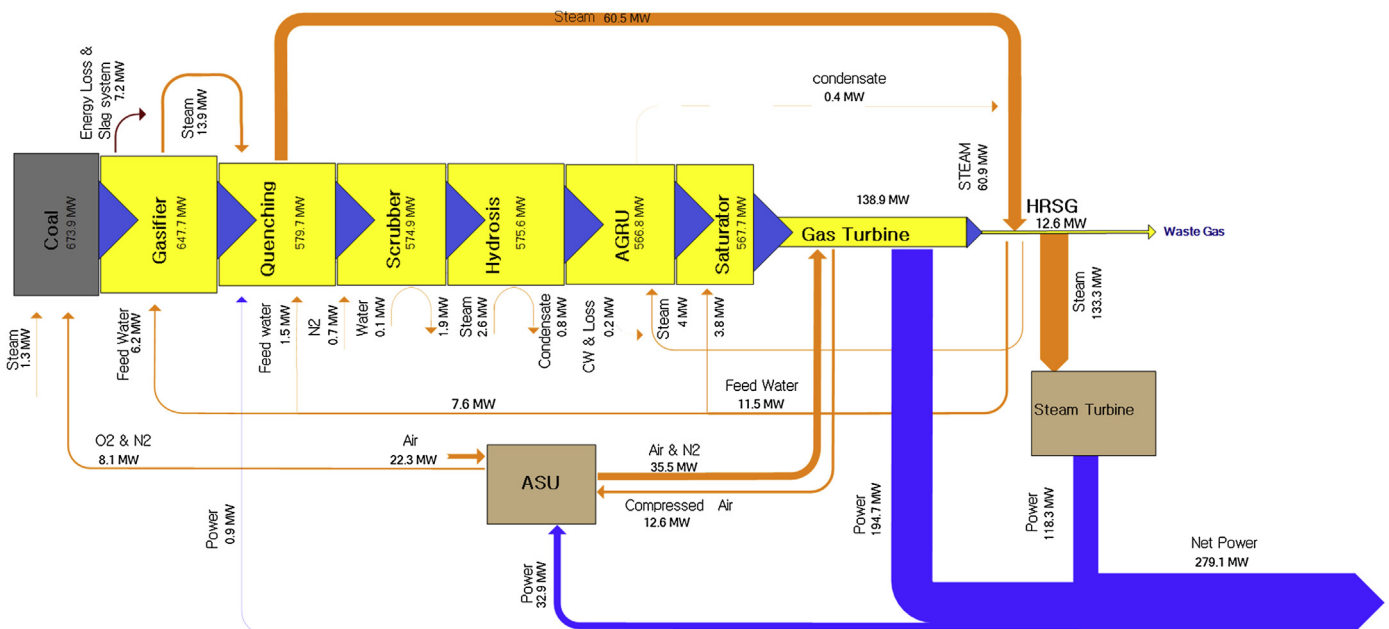 Steam 60.5 MW
Energy Loss &
Slag system
7.2 MW
Steam
13.9 MW
condensate
0.4 MW
STEAM
60.9 MW
Coal
673.9 MW
Gasifier
647.7 MW
Quenching
579.7 MW
Scrubber
574.9 MW
Hydrosis
575.6 MW
AGRU
566.8 MW
Saturator
567.7 MW
138.9 MW
Gas Turbine
HRSG
12.6 MW
Waste Gas
Steam
1.3 MW
Feed Water
6.2 MW
Feed water
1.5 MW
N2
0.7 MW
Water
0.1 MW
1.9 MW
Steam
2.6 MW
Condensate
0.8 MW
CW & Loss
0.2 MW
Steam
4 MW
3.8 MW
Steam
133.3 MW
7.6 MW
Feed Water
11.5 MW
Steam Turbine
O2 & N2
8.1 MW
Air
22.3 MW
ASU
Air & N2
35.5 MW
Compressed Air
12.6 MW
Power
0.9 MW
Power
32.9 MW
Power
194.7 MW
Power
118.3 MW
Net Power
279.1 MW